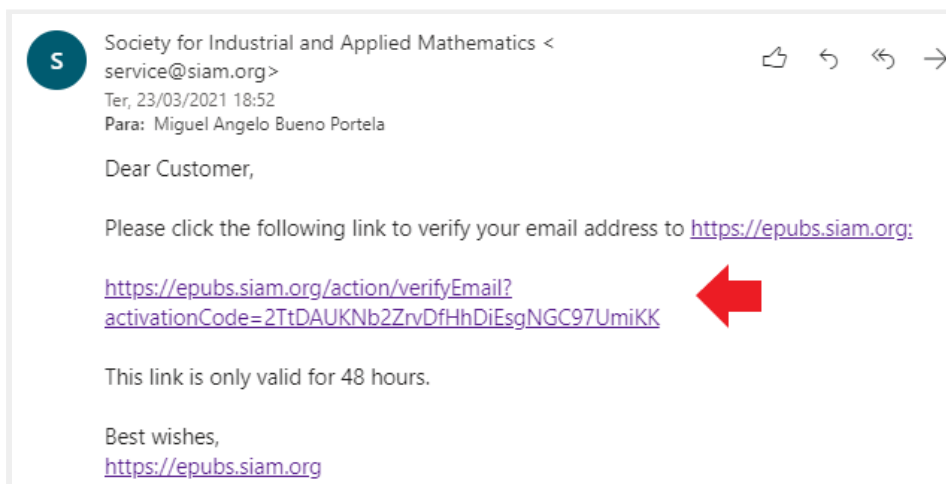 S
Society for Industrial and Applied Mathematics <
service@siam.org>
Ter, 23/03/2021 18:52
Para: Miguel Angelo Bueno Portela
Dear Customer,
Please click the following link to verify your email address to https://epubs.siam.org:
https://epubs.siam.org/action/verifyEmail?
activationCode=2TtDAUKNb2ZrvDfHhDiEsgNGC97UmiKK
This link is only valid for 48 hours.
Best wishes,
https://epubs.siam.org